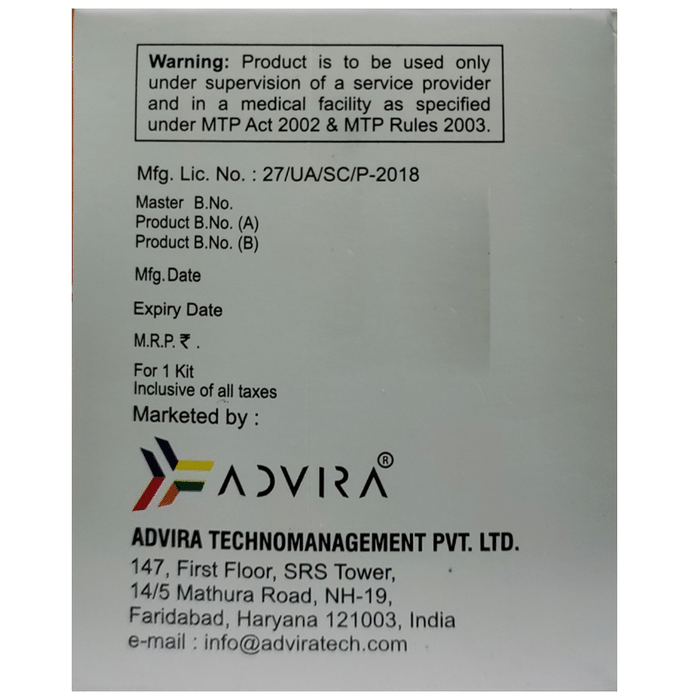 Warning: Product is to be used only
under supervision of a service provider
and in a medical facility as specified
under MTP Act 2002 & MTP Rules 2003.
Mfg. Lic. No. : 27/UA/SC/P-2018
Master B.No.
Product B.No. (A)
Product B.No. (B)
Mfg.Date
Expiry Date
M.R.P. ₹ .
For 1 Kit
Inclusive of all taxes
Marketed by :
ADVIRA®
ADVIRA TECHNOMANAGEMENT PVT. LTD.
147, First Floor, SRS Tower,
14/5 Mathura Road, NH-19,
Faridabad, Haryana 121003, India
e-mail : info@adviratech.com